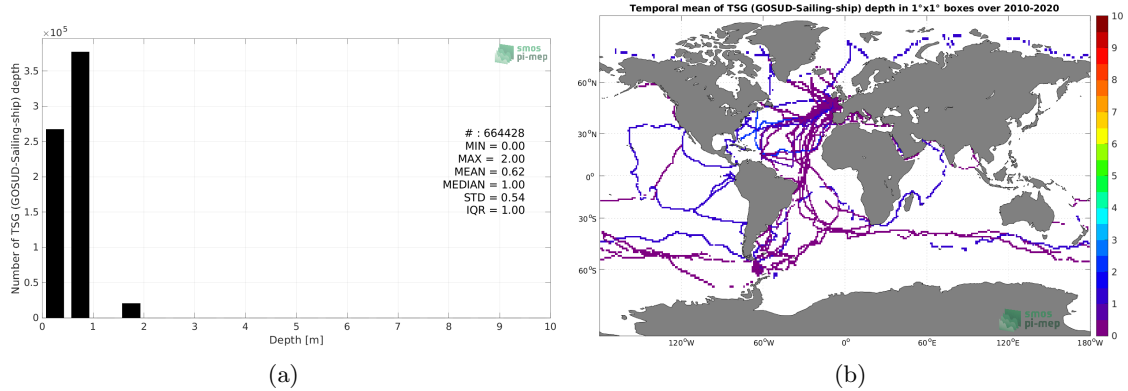 ×10⁵
3.5
3
2.5
2
1.5
1
0.5
0
Number of TSG (GOSUD-Sailing-ship) depth
smos
pi-mep
# : 664428
MIN = 0.00
MAX = 2.00
MEAN = 0.62
MEDIAN = 1.00
STD = 0.54
IQR = 1.00
0 1 2 3 4 5 6 7 8 9 10
Depth [m]
(a)
Temporal mean of TSG (GOSUD-Sailing-ship) depth in 1°x1° boxes over 2010-2020
60°N
30°N
0°
30°S
60°S
120°W 60°W 0° 60°E 120°E 180°W
smos
pi-mep
10
9
8
7
6
5
4
3
2
1
0
(b)